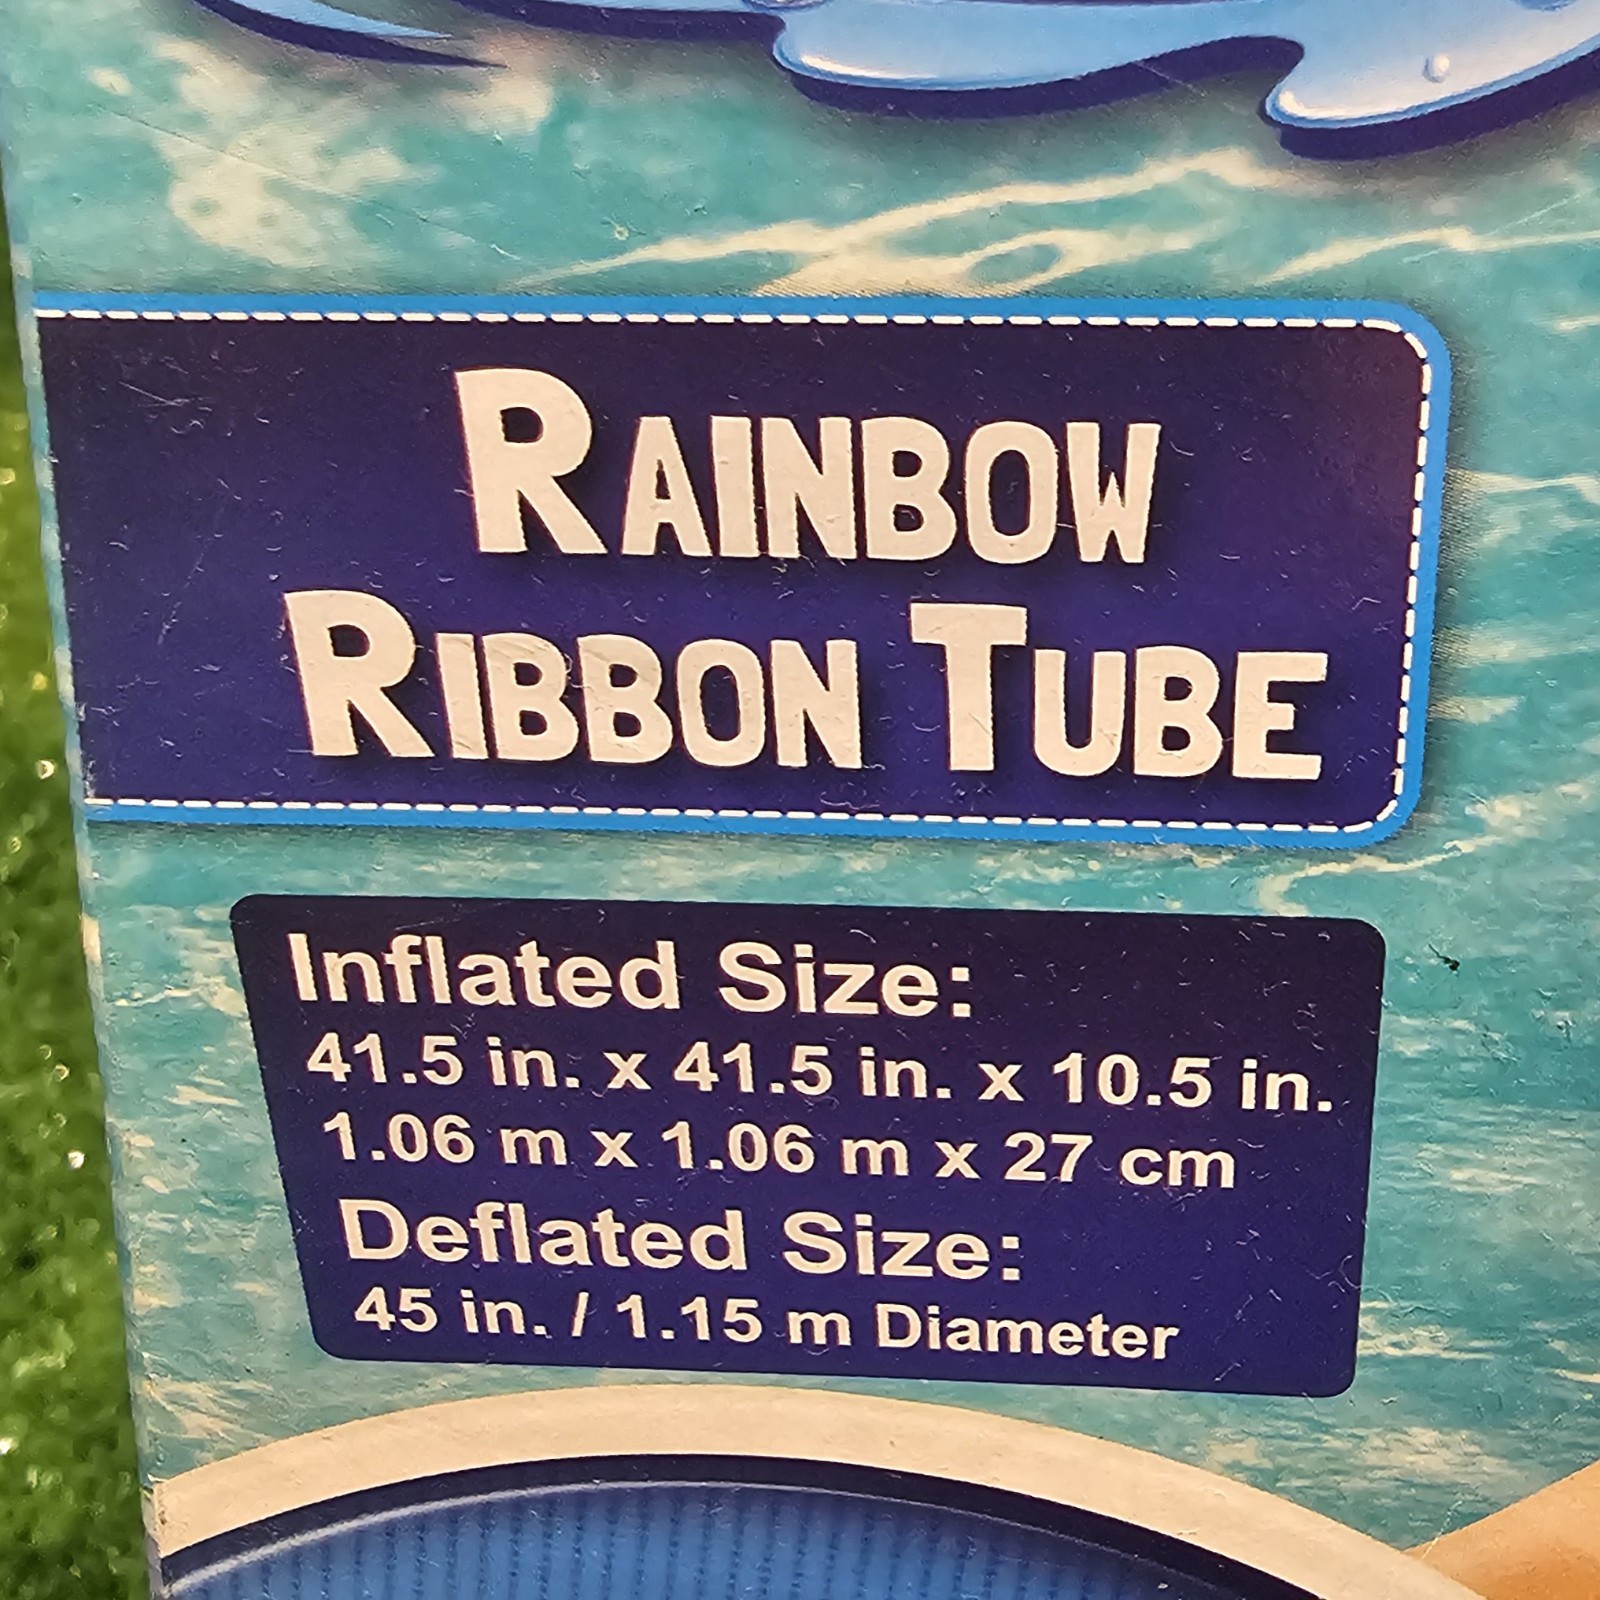 RAINBOW
RIBBON TUBE
Inflated Size:
41.5 in. x 41.5 in. x 10.5 in.
1.06 m x 1.06 m x 27 cm
Deflated Size:
45 in. / 1.15 m Diameter